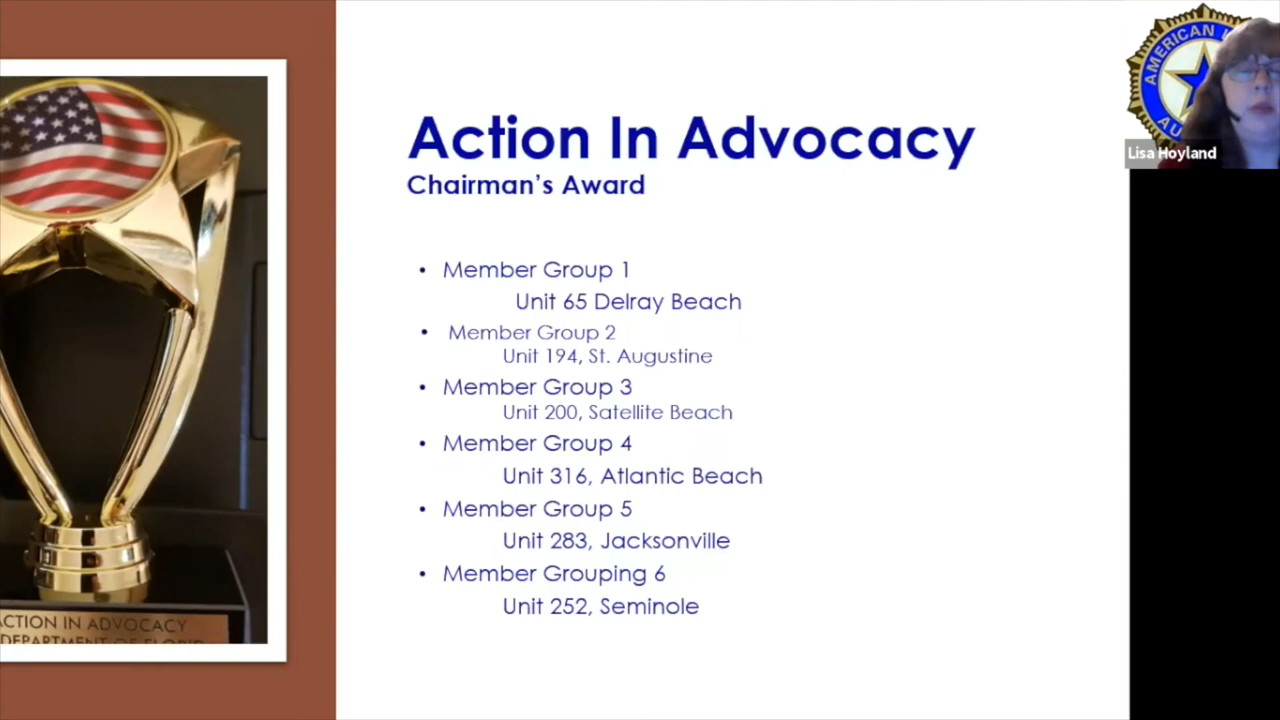 Action In Advocacy
Chairman's Award
• Member Group 1
Unit 65 Delray Beach
• Member Group 2
Unit 194, St. Augustine
• Member Group 3
Unit 200, Satellite Beach
• Member Group 4
Unit 316, Atlantic Beach
• Member Group 5
Unit 283, Jacksonville
• Member Grouping 6
Unit 252, Seminole
AMERICAN
Lisa Hoyland
ACTION IN ADVOCACY
DEPARTMENT OF